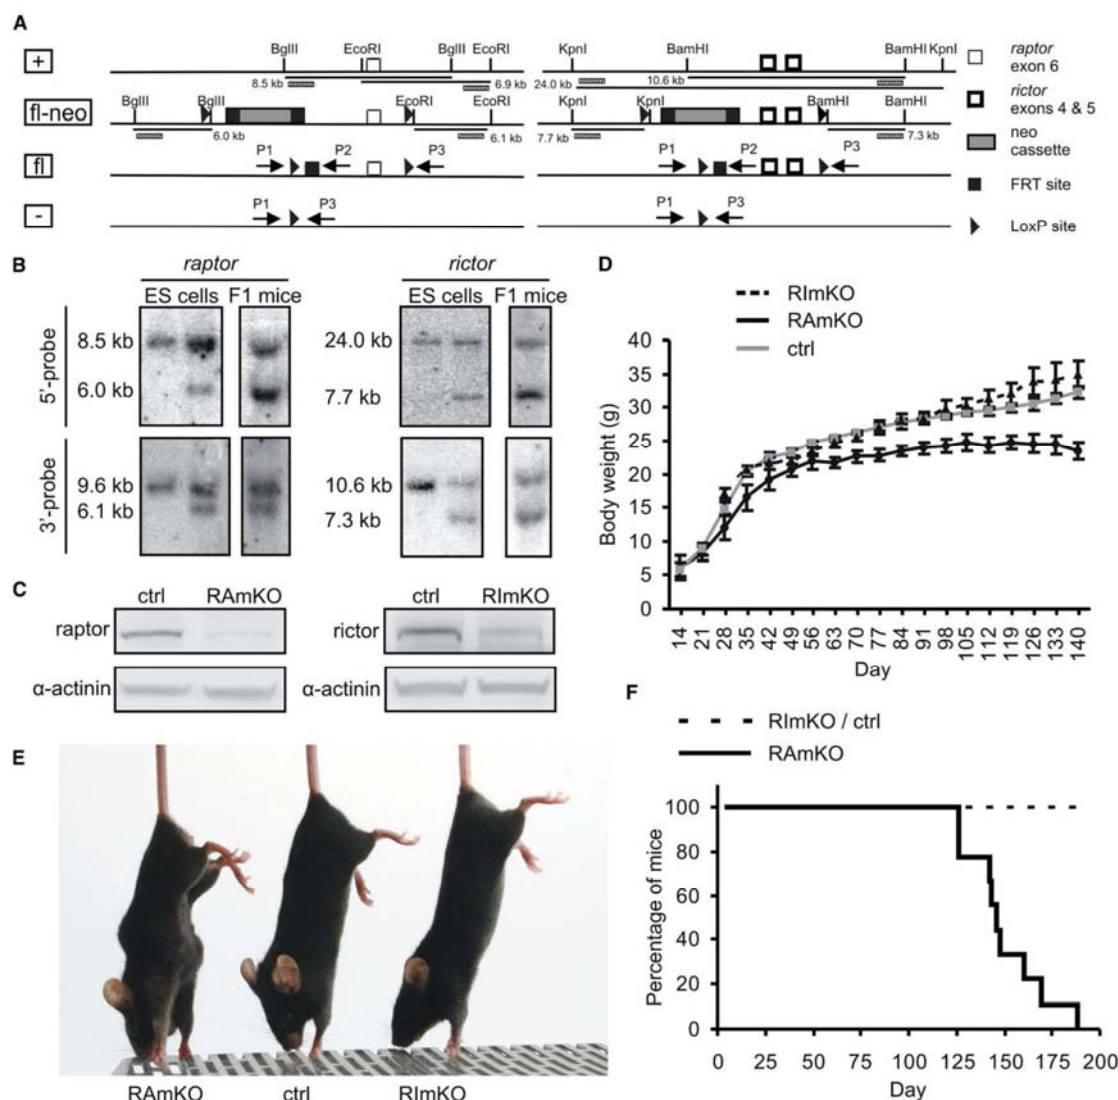 A
+
BglII EcoRI BglII EcoRI
8.5 kb 6.9 kb
KpnI BamHI BamHI KpnI
24.0 kb 10.6 kb
raptor
exon 6
rictor
exons 4 & 5
neo
cassette
FRT site
LoxP site
fl-neo
BglII BglII EcoRI EcoRI
6.0 kb 6.1 kb
KpnI KpnI BamHI BamHI
7.7 kb 7.3 kb
fl
P1 P2 P3
P1 P2 P3
-
P1 P3
P1 P3
B
raptor
ES cells F1 mice
5'-probe
8.5 kb
6.0 kb
3'-probe
9.6 kb
6.1 kb
rictor
ES cells F1 mice
24.0 kb
7.7 kb
10.6 kb
7.3 kb
C
ctrl RAmKO
raptor
α-actinin
ctrl RImKO
rictor
α-actinin
D
RImKO
RAmKO
ctrl
Body weight (g)
40
35
30
25
20
15
10
5
0
14 21 28 35 42 49 56 63 70 77 84 91 98 105 112 119 126 133 140
Day
E
RAmKO ctrl RImKO
F
RImKO / ctrl
RAmKO
Percentage of mice
100
80
60
40
20
0
0 25 50 75 100 125 150 175 200
Day